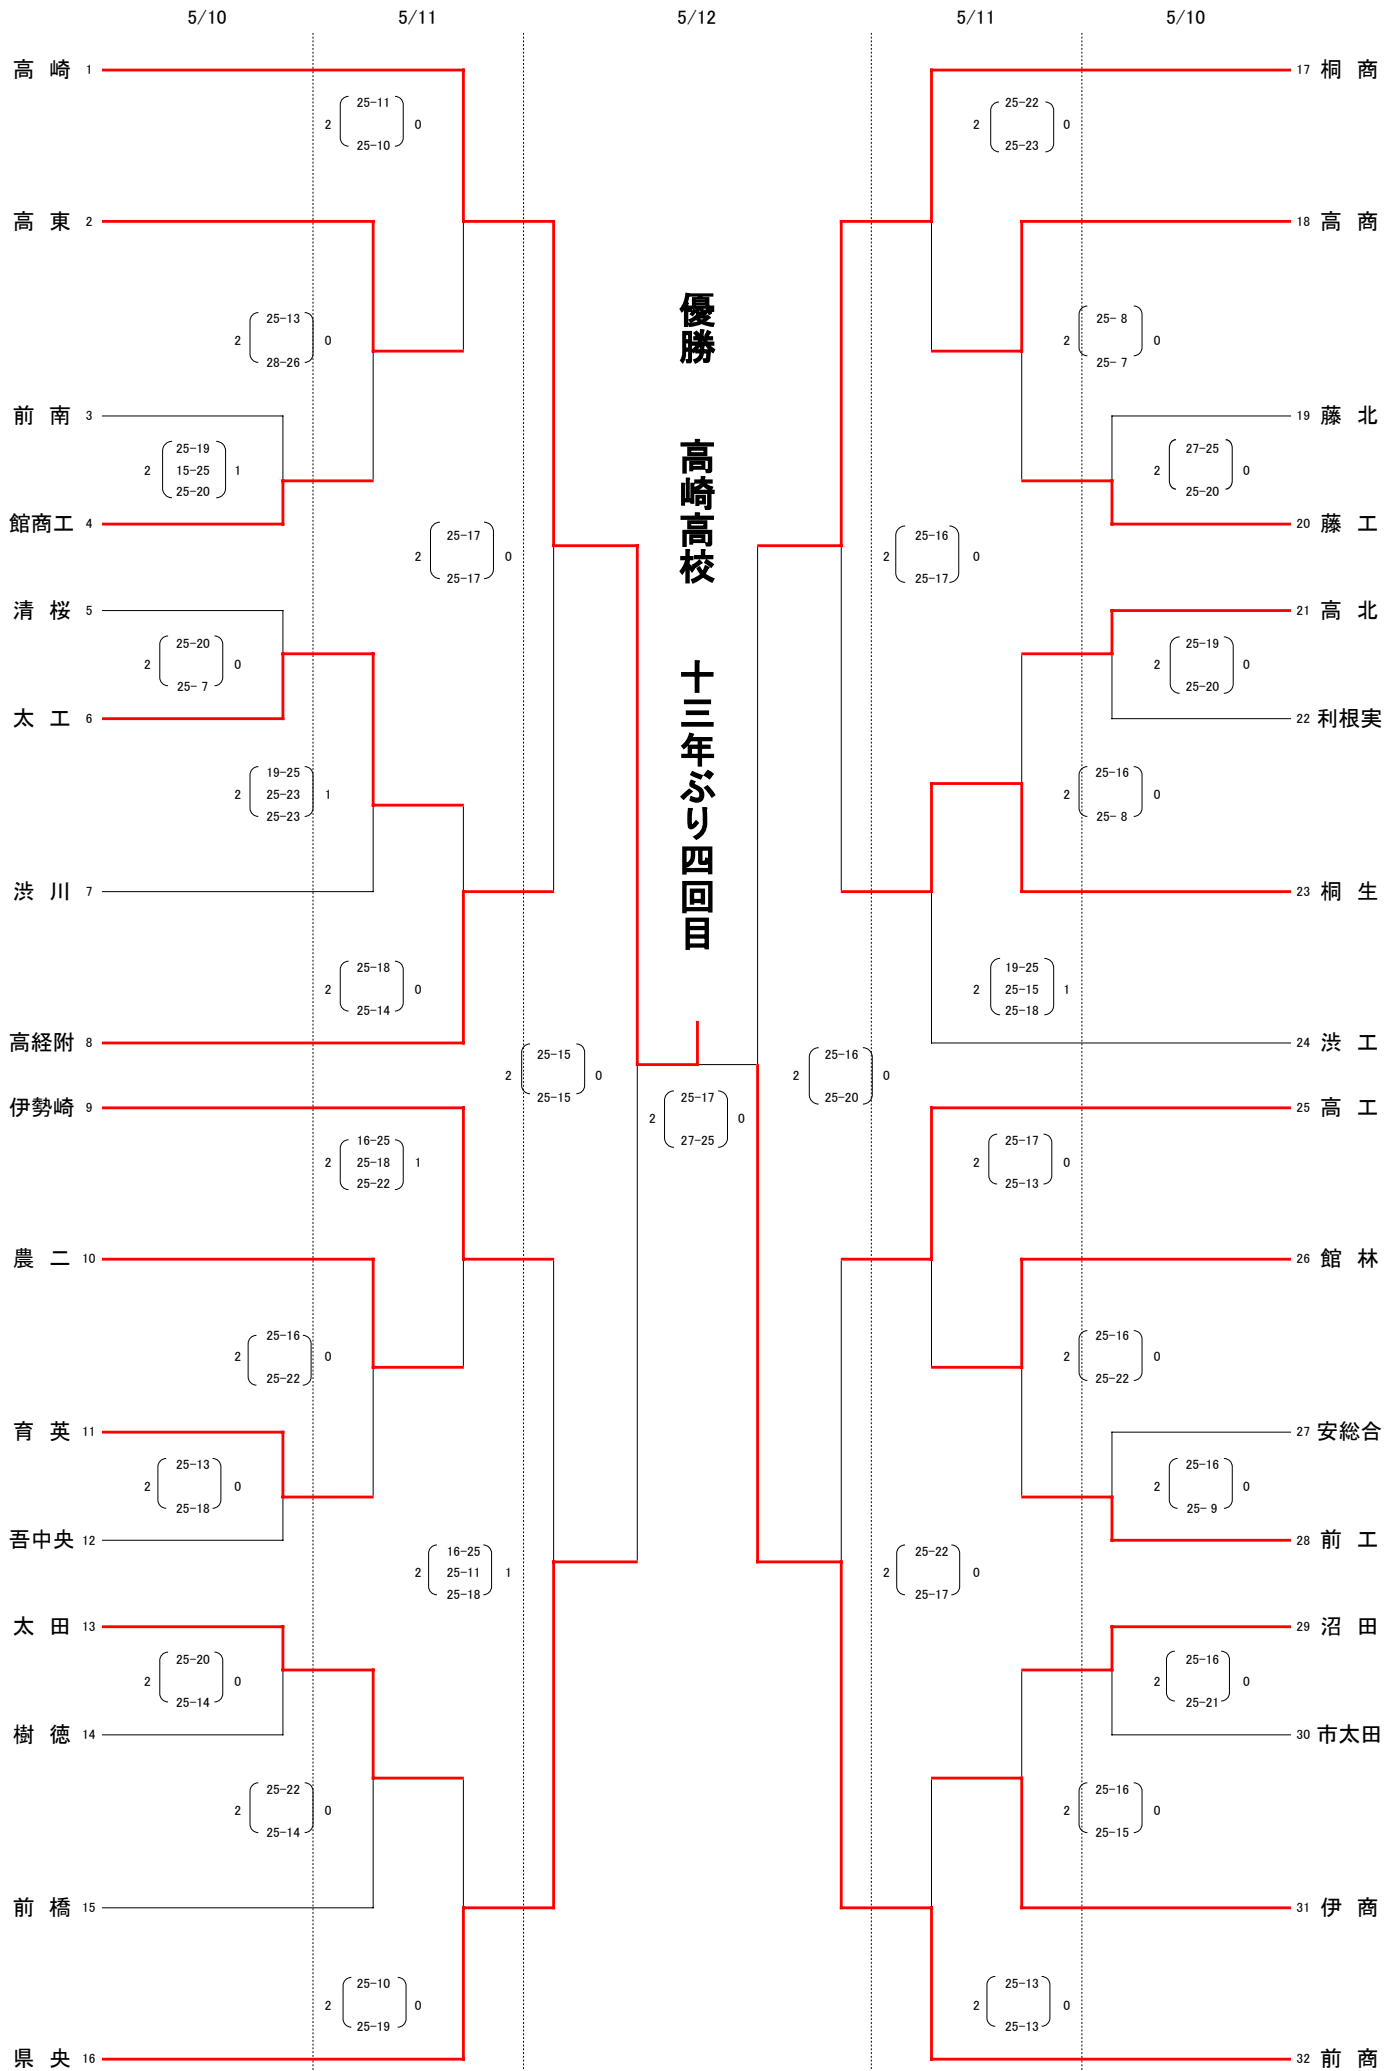 5/10 5/11 5/12 5/11 5/10
高崎 1
25-11
2 0
25-10
高東 2
25-13
2 0
28-26
前南 3
25-19
2 15-25 1
25-20
館商工 4
25-17
2 0
25-17
清桜 5
25-20
2 0
25- 7
太工 6
19-25
2 25-23 1
25-23
渋川 7
25-18
2 0
25-14
高経附 8
25-15
2 0
25-15
伊勢崎 9
16-25
2 25-18 1
25-22
農二 10
25-16
2 0
25-22
育英 11
25-13
2 0
25-18
吾中央 12
16-25
2 25-11 1
25-18
太田 13
25-20
2 0
25-14
樹徳 14
25-22
2 0
25-14
前橋 15
25-10
2 0
25-19
県央 16
優勝 高崎高校 十三年ぶり四回目
25-17
2 0
27-25
17 桐商
25-22
2 0
25-23
18 高商
25- 8
2 0
25- 7
19 藤北
27-25
2 0
25-20
20 藤工
25-16
2 0
25-17
21 高北
25-19
2 0
25-20
22 利根実
25-16
2 0
25- 8
23 桐生
19-25
2 25-15 1
25-18
24 渋工
25-16
2 0
25-20
25 高工
25-17
2 0
25-13
26 館林
25-16
2 0
25-22
27 安総合
25-16
2 0
25- 9
28 前工
25-22
2 0
25-17
29 沼田
25-16
2 0
25-21
30 市太田
25-16
2 0
25-15
31 伊商
25-13
2 0
25-13
32 前商